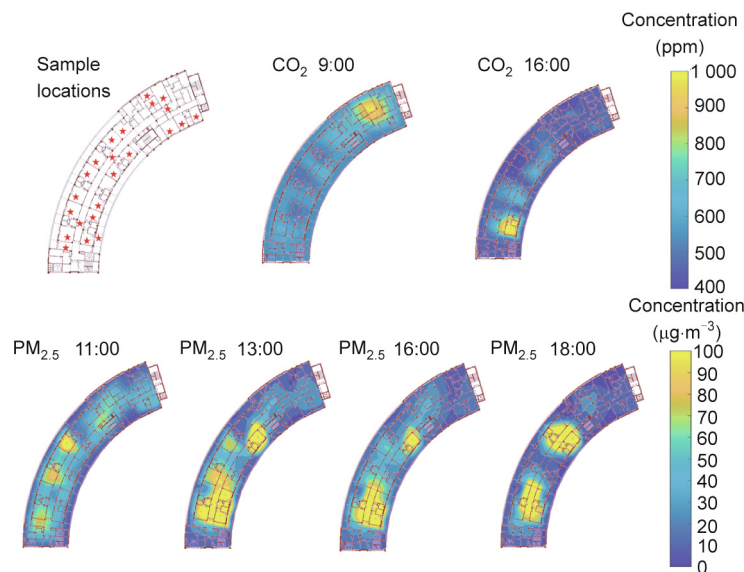 Sample
locations
CO₂ 9:00
CO₂ 16:00
Concentration
(ppm)
1 000
900
800
700
600
500
400
PM₂.₅ 11:00
PM₂.₅ 13:00
PM₂.₅ 16:00
PM₂.₅ 18:00
Concentration
(μg·m⁻³)
100
90
80
70
60
50
40
30
20
10
0